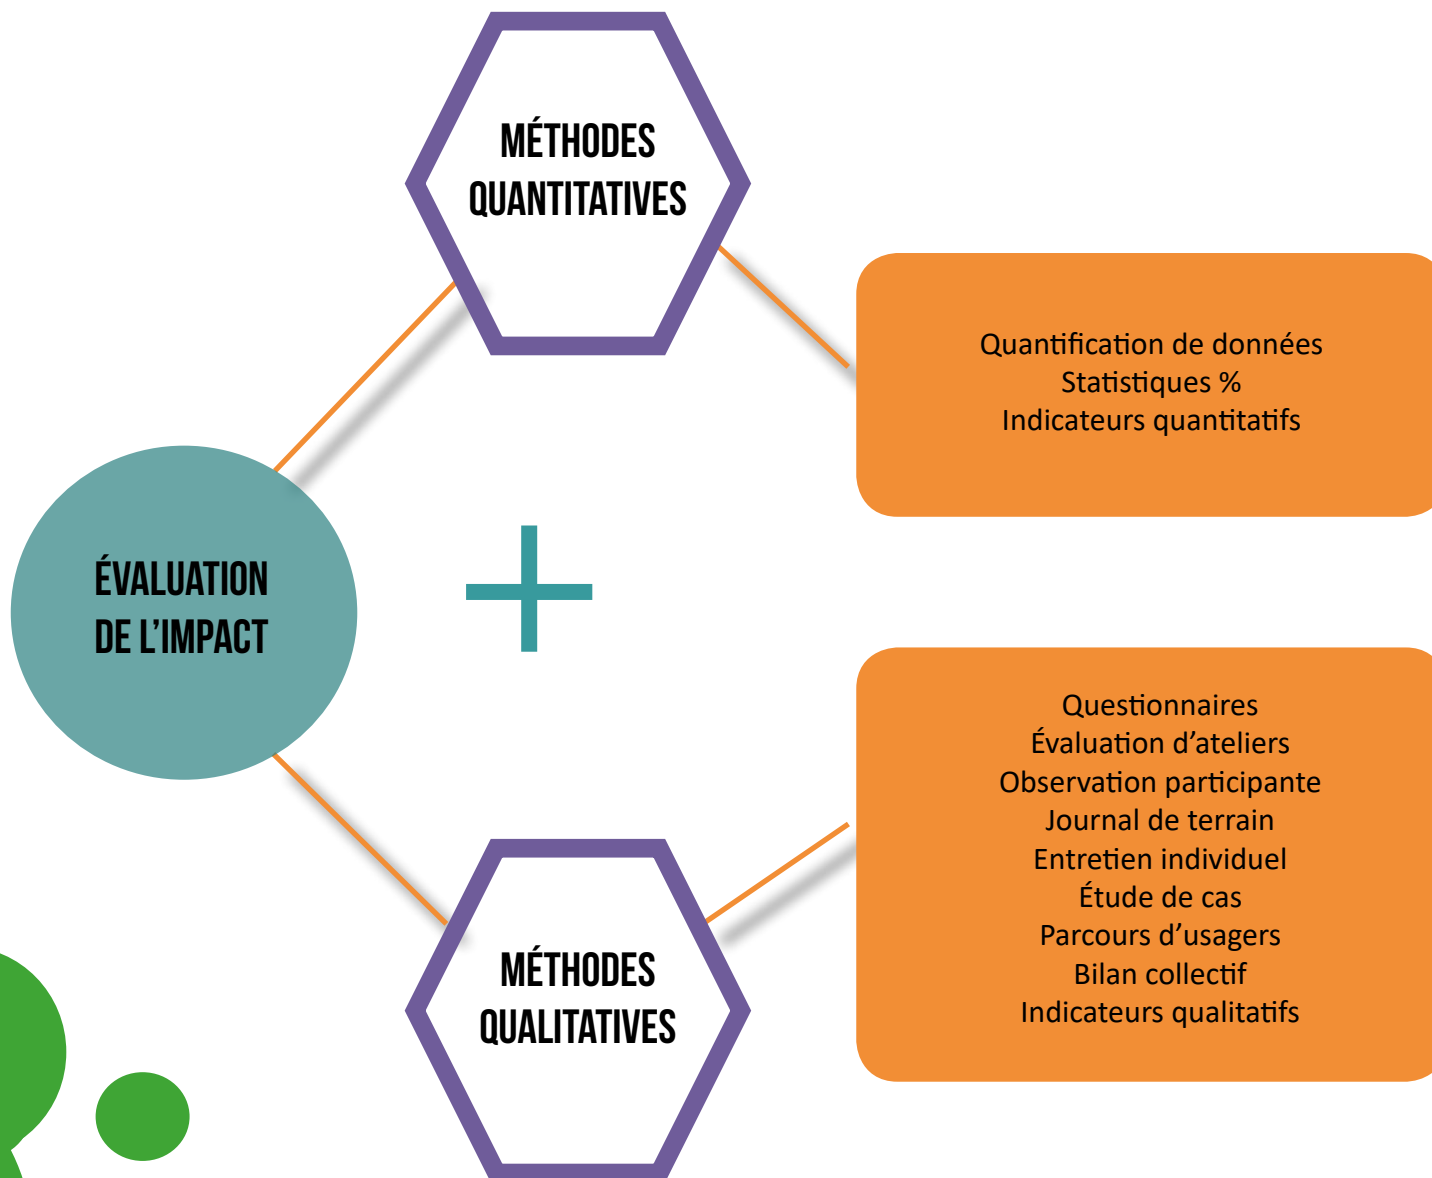 MÉTHODES
QUANTITATIVES
Quantification de données
Statistiques %
Indicateurs quantitatifs
ÉVALUATION
DE L’IMPACT
Questionnaires
Évaluation d’ateliers
Observation participante
Journal de terrain
Entretien individuel
Étude de cas
Parcours d’usagers
Bilan collectif
Indicateurs qualitatifs
MÉTHODES
QUALITATIVES